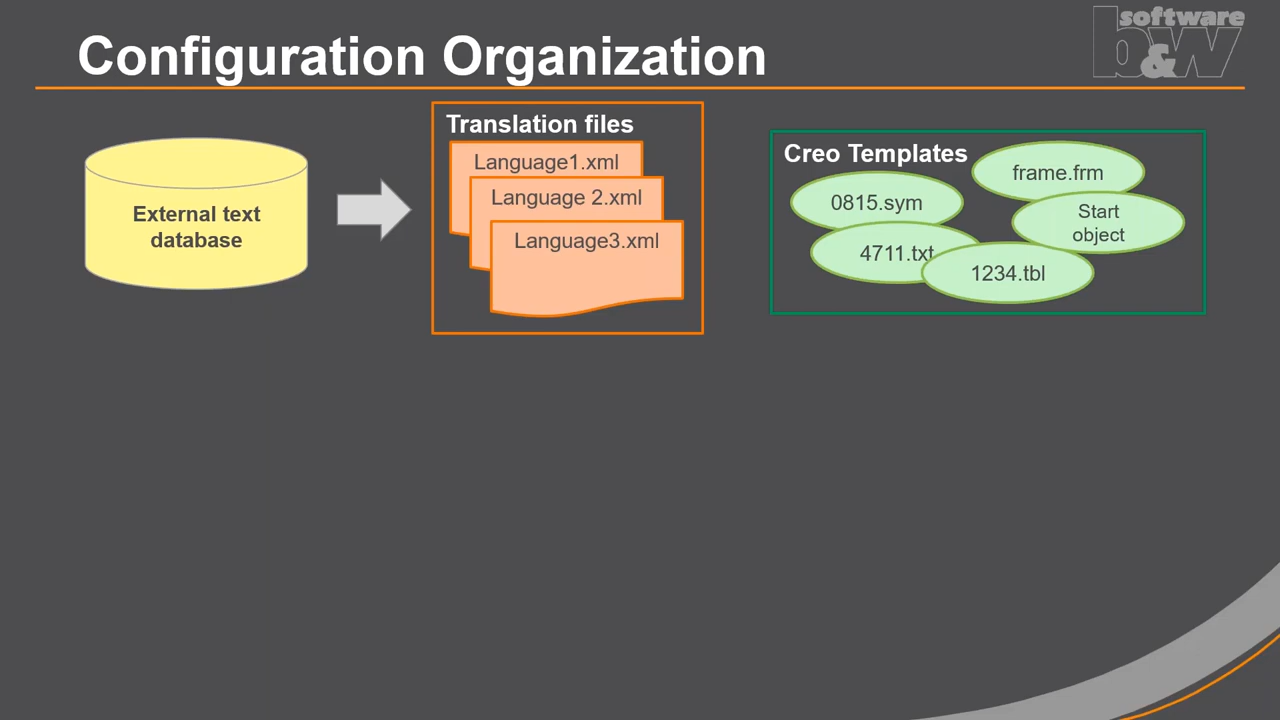 Configuration Organization
software
b&w
External text
database
Translation files
Language1.xml
Language 2.xml
Language3.xml
Creo Templates
frame.frm
0815.sym
Start
object
4711.txt
1234.tbl